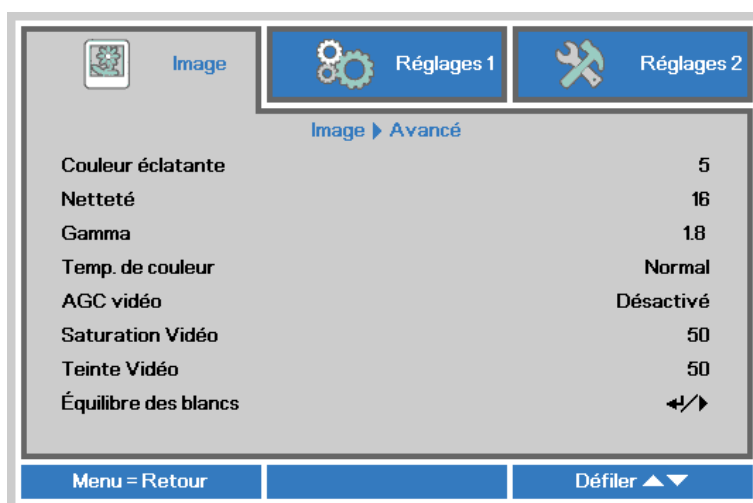 Image Réglages 1 Réglages 2
Image Avancé
Couleur éclatante 5
Netteté 16
Gamma 1.8
Temp. de couleur Normal
AGC vidéo Désactivé
Saturation Vidéo 50
Teinte Vidéo 50
Équilibre des blancs
Menu = Retour Défiler